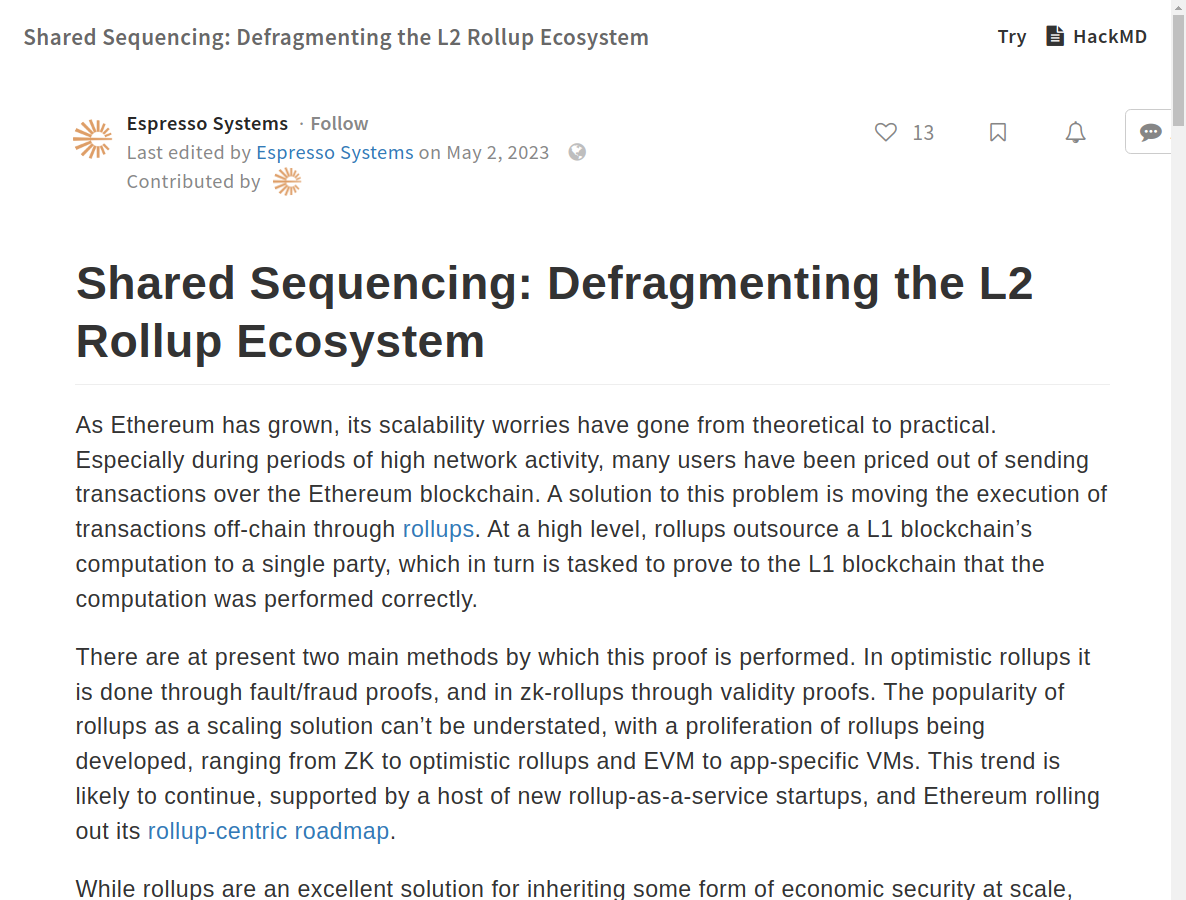 Shared Sequencing: Defragmenting the L2 Rollup Ecosystem
Try HackMD
Espresso Systems · Follow
13
Last edited by Espresso Systems on May 2, 2023
Contributed by
Shared Sequencing: Defragmenting the L2
Rollup Ecosystem
As Ethereum has grown, its scalability worries have gone from theoretical to practical.
Especially during periods of high network activity, many users have been priced out of sending
transactions over the Ethereum blockchain. A solution to this problem is moving the execution of
transactions off-chain through rollups. At a high level, rollups outsource a L1 blockchain’s
computation to a single party, which in turn is tasked to prove to the L1 blockchain that the
computation was performed correctly.
There are at present two main methods by which this proof is performed. In optimistic rollups it
is done through fault/fraud proofs, and in zk-rollups through validity proofs. The popularity of
rollups as a scaling solution can’t be understated, with a proliferation of rollups being
developed, ranging from ZK to optimistic rollups and EVM to app-specific VMs. This trend is
likely to continue, supported by a host of new rollup-as-a-service startups, and Ethereum rolling
out its rollup-centric roadmap.
While rollups are an excellent solution for inheriting some form of economic security at scale,